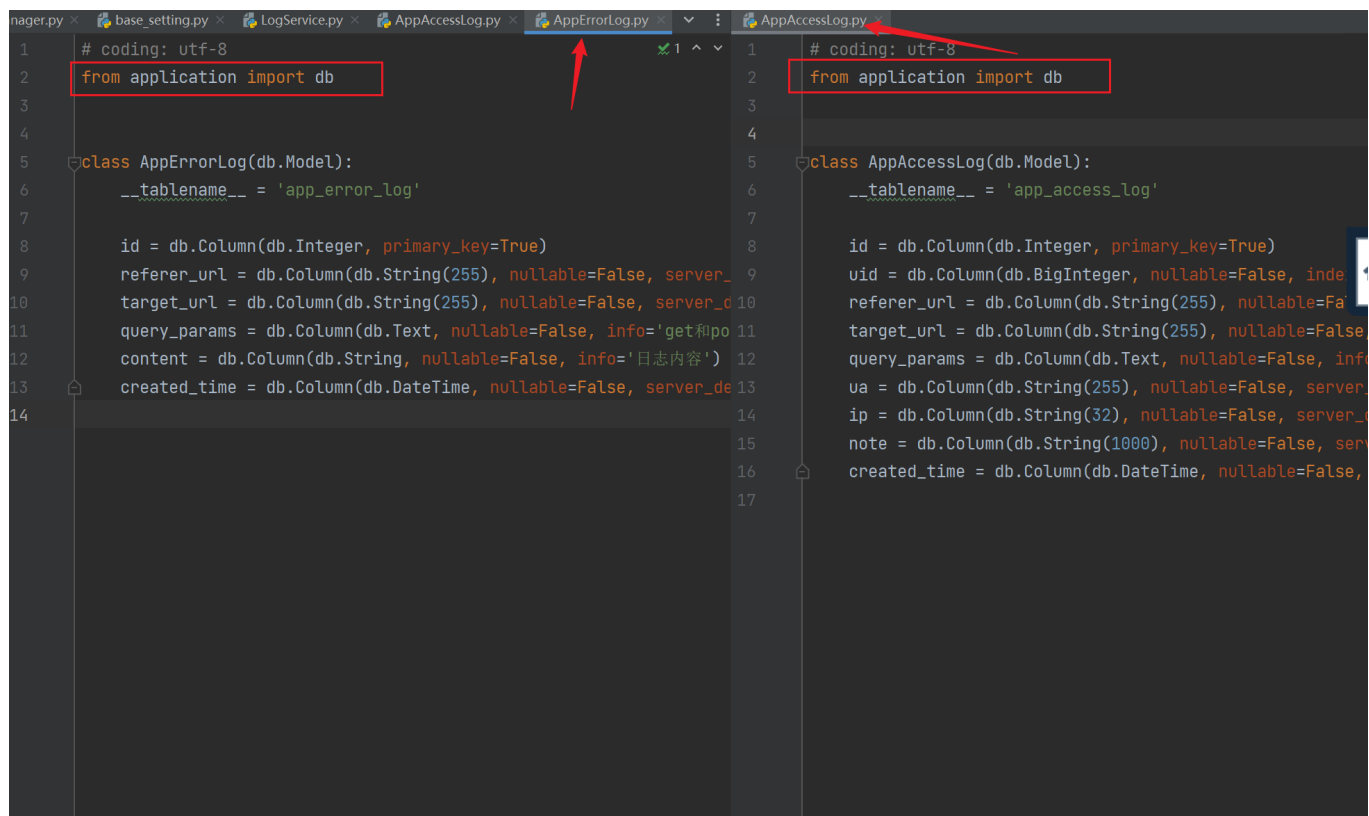 nager.py base_setting.py LogService.py AppAccessLog.py AppErrorLog.py
1 # coding: utf-8 1
2 from application import db
3
4
5 class AppErrorLog(db.Model):
6 __tablename__ = 'app_error_log'
7
8 id = db.Column(db.Integer, primary_key=True)
9 referer_url = db.Column(db.String(255), nullable=False, server_
10 target_url = db.Column(db.String(255), nullable=False, server_d
11 query_params = db.Column(db.Text, nullable=False, info='get和po
12 content = db.Column(db.String, nullable=False, info='日志内容')
13 created_time = db.Column(db.DateTime, nullable=False, server_de
14
AppAccessLog.py
1 # coding: utf-8
2 from application import db
3
4
5 class AppAccessLog(db.Model):
6 __tablename__ = 'app_access_log'
7
8 id = db.Column(db.Integer, primary_key=True)
9 uid = db.Column(db.BigInteger, nullable=False, inde
10 referer_url = db.Column(db.String(255), nullable=Fa
11 target_url = db.Column(db.String(255), nullable=False,
12 query_params = db.Column(db.Text, nullable=False, info
13 ua = db.Column(db.String(255), nullable=False, server_
14 ip = db.Column(db.String(32), nullable=False, server_d
15 note = db.Column(db.String(1000), nullable=False, serv
16 created_time = db.Column(db.DateTime, nullable=False,
17